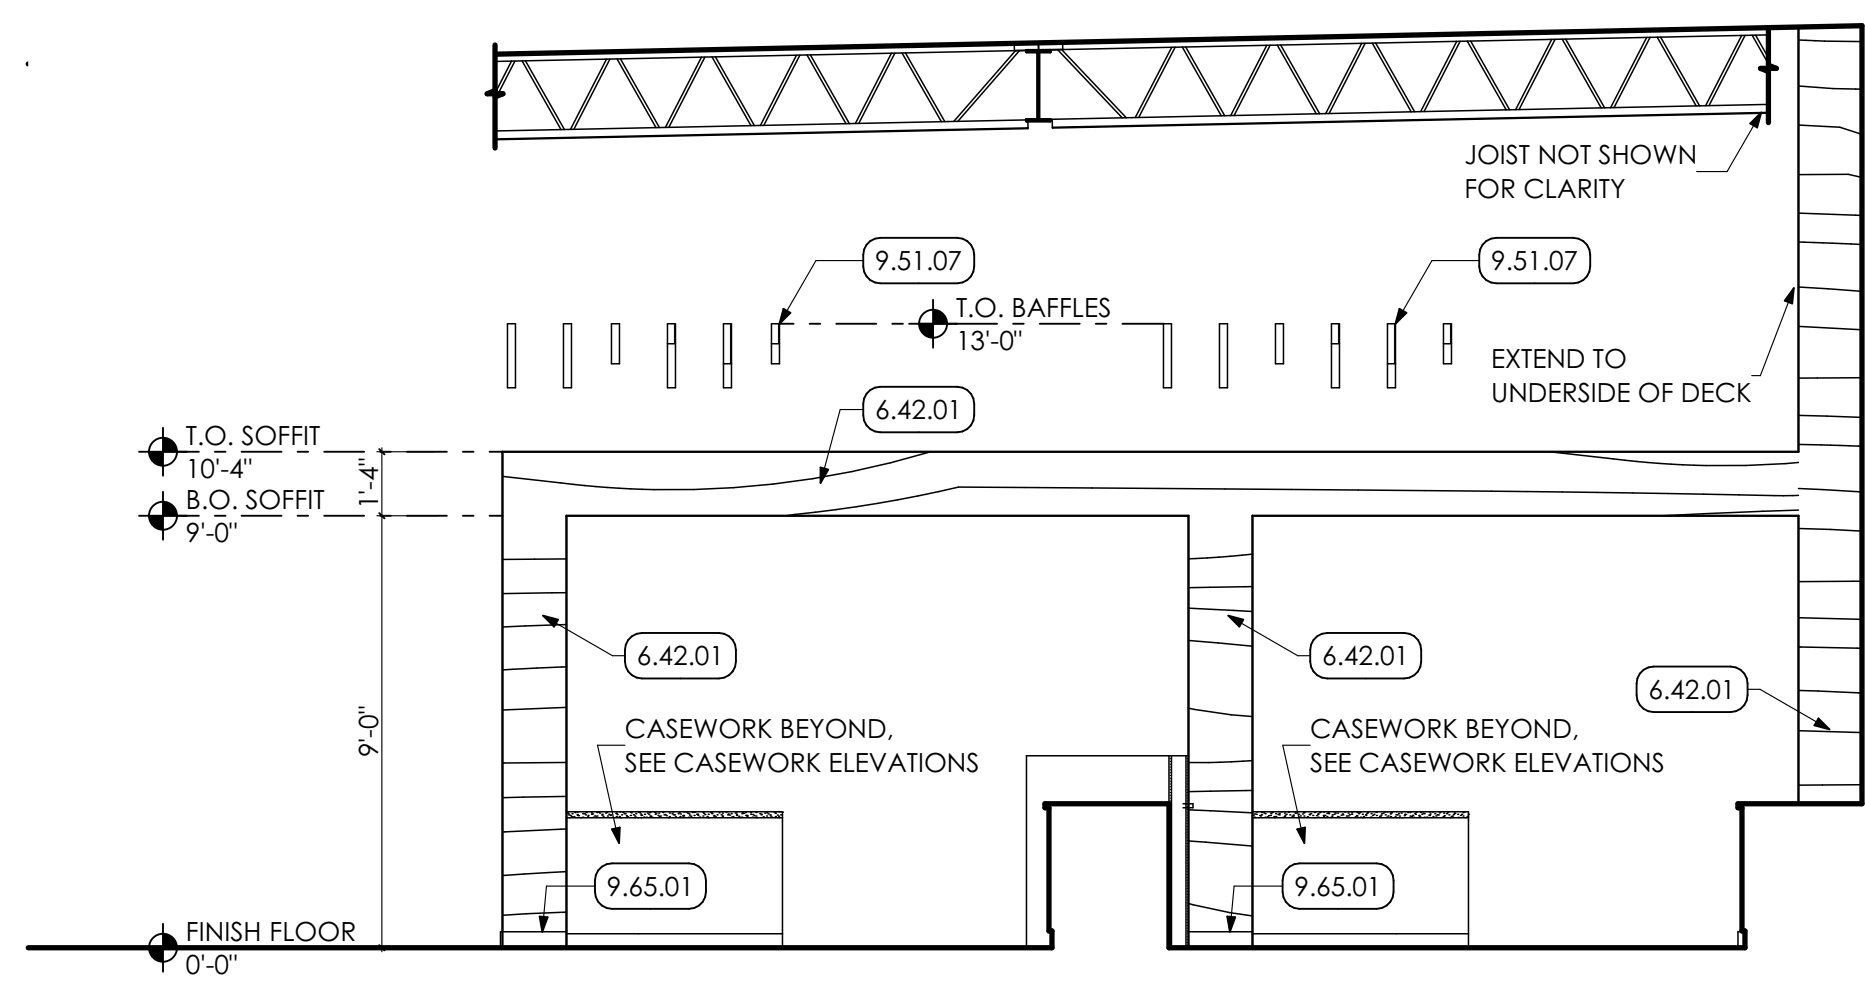 JOIST NOT SHOWN
FOR CLARITY
9.51.07
9.51.07
T.O. BAFFLES
13'-0"
EXTEND TO
UNDERSIDE OF DECK
6.42.01
T.O. SOFFIT
10'-4"
1'-4"
B.O. SOFFIT
9'-0"
6.42.01
6.42.01
6.42.01
9'-0"
CASEWORK BEYOND,
SEE CASEWORK ELEVATIONS
CASEWORK BEYOND,
SEE CASEWORK ELEVATIONS
9.65.01
9.65.01
FINISH FLOOR
0'-0"